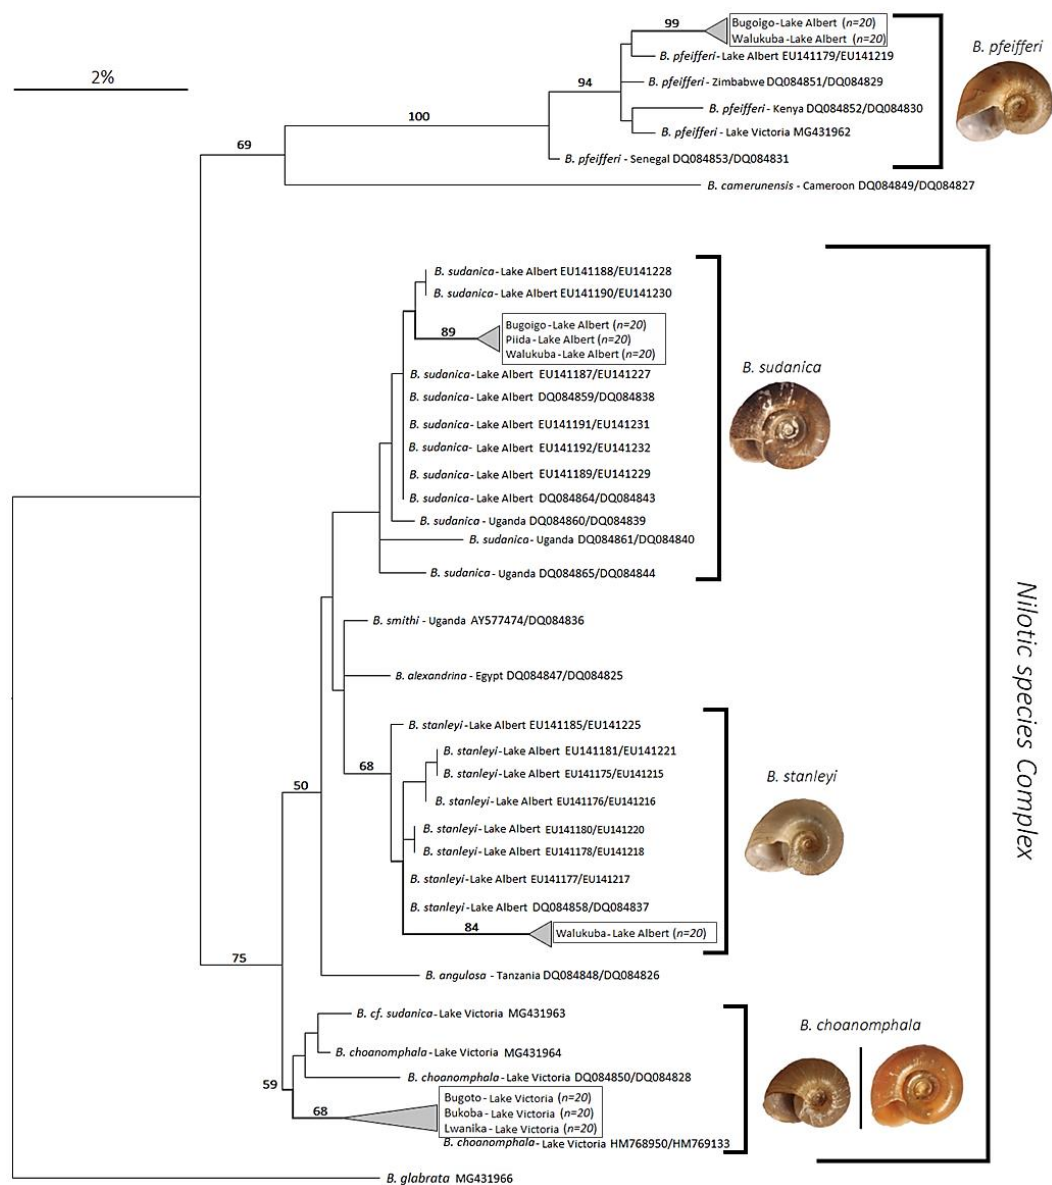 99
Bugoigo-Lake Albert (n=20)
Walukuba-Lake Albert (n=20)
B. pfeifferi
B. pfeifferi-Lake Albert EU141179/EU141219
2%
94
B. pfeifferi-Zimbabwe DQ084851/DQ084829
B. pfeifferi-Kenya DQ084852/DQ084830
100
B. pfeifferi-Lake Victoria MG431962
69
B. pfeifferi-Senegal DQ084853/DQ084831
B. camerunensis - Cameroon DQ084849/DQ084827
B. sudanica-Lake Albert EU141188/EU141228
B. sudanica-Lake Albert EU141190/EU141230
89
Bugoigo-Lake Albert (n=20)
Piida-Lake Albert (n=20)
Walukuba-Lake Albert (n=20)
B. sudanica
B. sudanica-Lake Albert EU141187/EU141227
B. sudanica-Lake Albert DQ084859/DQ084838
B. sudanica-Lake Albert EU141191/EU141231
B. sudanica-Lake Albert EU141192/EU141232
B. sudanica-Lake Albert EU141189/EU141229
B. sudanica-Lake Albert DQ084864/DQ084843
B. sudanica - Uganda DQ084860/DQ084839
B. sudanica-Uganda DQ084861/DQ084840
B. sudanica-Uganda DQ084865/DQ084844
Nilotic species Complex
B. smithi - Uganda AY577474/DQ084836
B. alexandrina - Egypt DQ084847/DQ084825
B. stanleyi-Lake Albert EU141185/EU141225
B. stanleyi-Lake Albert EU141181/EU141221
68
B. stanleyi-Lake Albert EU141175/EU141215
B. stanleyi
50
B. stanleyi-Lake Albert EU141176/EU141216
B. stanleyi-Lake Albert EU141180/EU141220
B. stanleyi-Lake Albert EU141178/EU141218
B. stanleyi-Lake Albert EU141177/EU141217
B. stanleyi-Lake Albert DQ084858/DQ084837
84
Walukuba-Lake Albert (n=20)
75
B. angulosa - Tanzania DQ084848/DQ084826
B. cf. sudanica-Lake Victoria MG431963
B. choanomphala
B. choanomphala-Lake Victoria MG431964
B. choanomphala-Lake Victoria DQ084850/DQ084828
59
68
Bugoto-Lake Victoria (n=20)
Bukoba-Lake Victoria (n=20)
Lwanika-Lake Victoria (n=20)
B. choanomphala-Lake Victoria HM768950/HM769133
B. glabrata MG431966